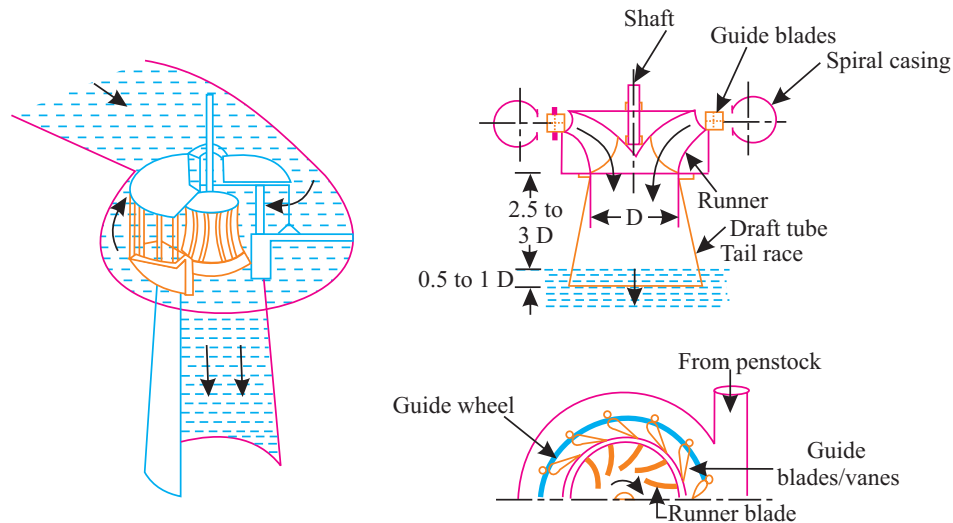 Shaft
Guide blades
Spiral casing
Runner
2.5 to
3 D
D
Draft tube
Tail race
0.5 to 1 D
From penstock
Guide wheel
Guide
blades/vanes
Runner blade